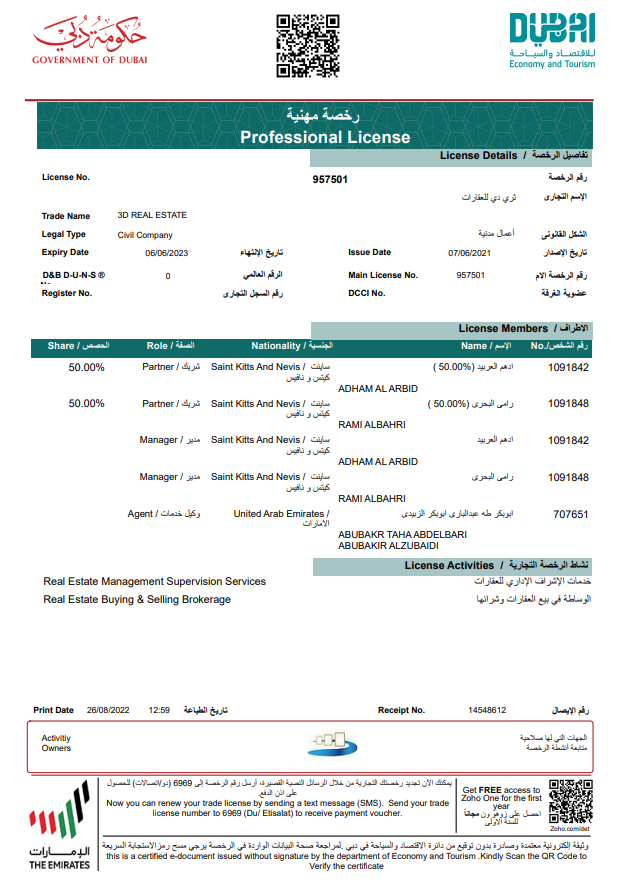 حكومة دبي
GOVERNMENT OF DUBAI
DUBAI
للاقتصاد والسياحة
Economy and Tourism
رخصة مهنية
Professional License
License Details / تفاصيل الرخصة
License No. 957501 رقم الرخصة
ثري دي للعقارات الإسم التجارى
Trade Name 3D REAL ESTATE
Legal Type Civil Company أعمال مدنية الشكل القانونى
Expiry Date 06/06/2023 تاريخ الإنتهاء Issue Date 07/06/2021 تاريخ الإصدار
D&B D-U-N-S ® 0 الرقم العالمي Main License No. 957501 رقم الرخصة الام
Register No. رقم السجل التجارى DCCI No. عضوية الغرفة
License Members / الاطراف
Share / الحصص Role / الصفة Nationality / الجنسية Name / الإسم No./رقم الشخص
50.00% Partner / شريك Saint Kitts And Nevis / ساينت ادهم العربيد (50.00% ) 1091842
كيتس و نافيس
ADHAM AL ARBID
50.00% Partner / شريك Saint Kitts And Nevis / ساينت رامى البحرى (50.00% ) 1091848
كيتس و نافيس
RAMI ALBAHRI
Manager / مدير Saint Kitts And Nevis / ساينت ادهم العربيد 1091842
كيتس و نافيس
ADHAM AL ARBID
Manager / مدير Saint Kitts And Nevis / ساينت رامى البحرى 1091848
كيتس و نافيس
RAMI ALBAHRI
Agent / وكيل خدمات United Arab Emirates / ابوبكر طه عبدالبارى ابوبكر الزبيدى 707651
الامارات
ABUBAKR TAHA ABDELBARI
ABUBAKIR ALZUBAIDI
License Activities / نشاط الرخصة التجارية
Real Estate Management Supervision Services خدمات الإشراف الإداري للعقارات
Real Estate Buying & Selling Brokerage الوساطة في بيع العقارات وشرائها
Print Date 26/08/2022 12:59 تاريخ الطباعة Receipt No. 14548612 رقم الإيصال
Activitiy الجهات التي لها صلاحية
Owners متابعة أنشطة الرخصة
يمكنك الآن تجديد رخصتك التجارية من خلال الرسائل النصية القصيرة، أرسل رقم الرخصة إلى 6969 (دو/اتصالات) للحصول
على اذن الدفع.
Now you can renew your trade license by sending a text message (SMS). Send your trade
license number to 6969 (Du/ Etisalat) to receive payment voucher.
Get FREE access to
Zoho One for the first
year
احصل على زوهو ون مجاناً
للسنة الأولى
Zoho.com/det
الإمارات
THE EMIRATES
وثيقة إلكترونية معتمدة وصادرة بدون توقيع من دائرة الاقتصاد والسياحة في دبي .لمراجعة صحة البيانات الواردة في الرخصة يرجي مسح رمز الاستجابة السريعة
this is a certified e-document issued without signature by the department of Economy and Tourism .Kindly Scan the QR Code to
Verify the certificate